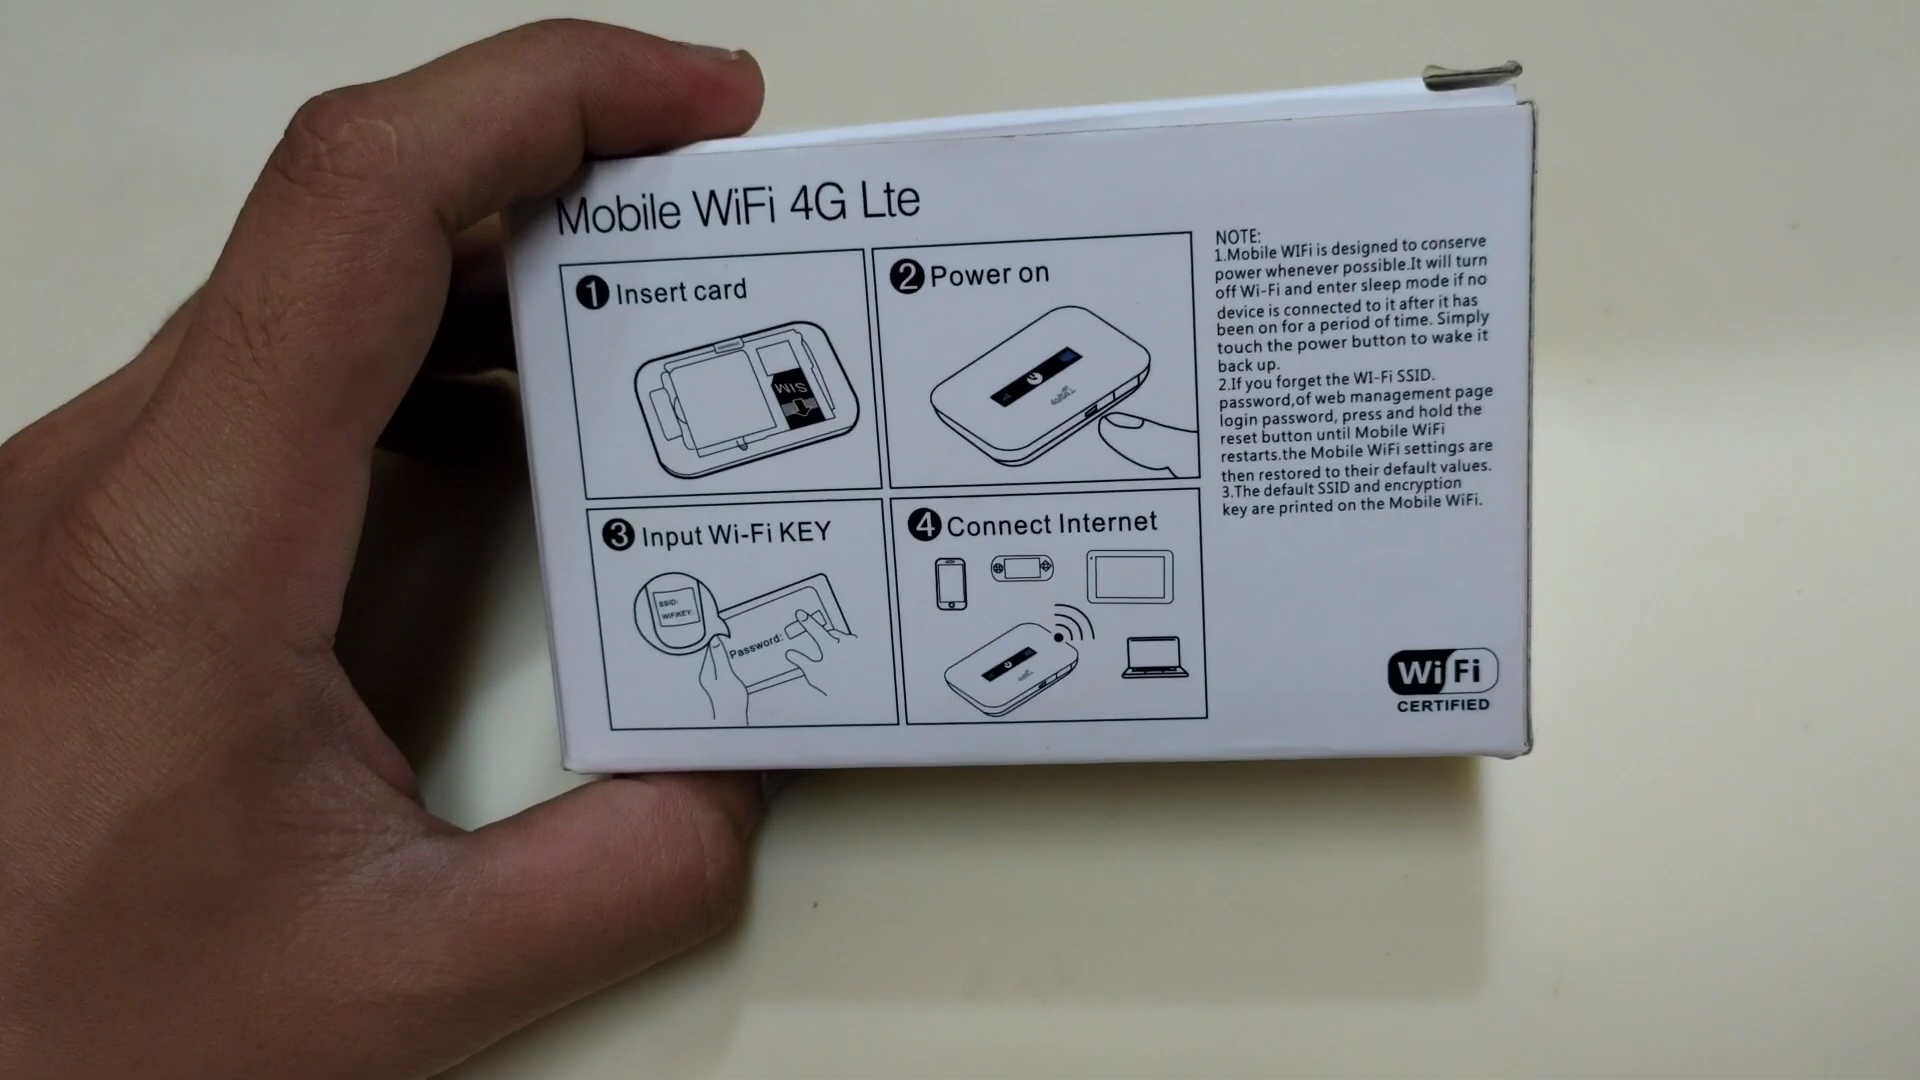 Mobile WiFi 4G Lte
1 Insert card
SIM
2 Power on
3 Input Wi-Fi KEY
SSID:
WIFIKEY:
Password:
4 Connect Internet
NOTE:
1.Mobile WIFi is designed to conserve
power whenever possible.It will turn
off Wi-Fi and enter sleep mode if no
device is connected to it after it has
been on for a period of time. Simply
touch the power button to wake it
back up.
2.If you forget the WI-Fi SSID.
password,of web management page
login password, press and hold the
reset button until Mobile WiFi
restarts.the Mobile WiFi settings are
then restored to their default values.
3.The default SSID and encryption
key are printed on the Mobile WiFi.
Wi Fi
CERTIFIED